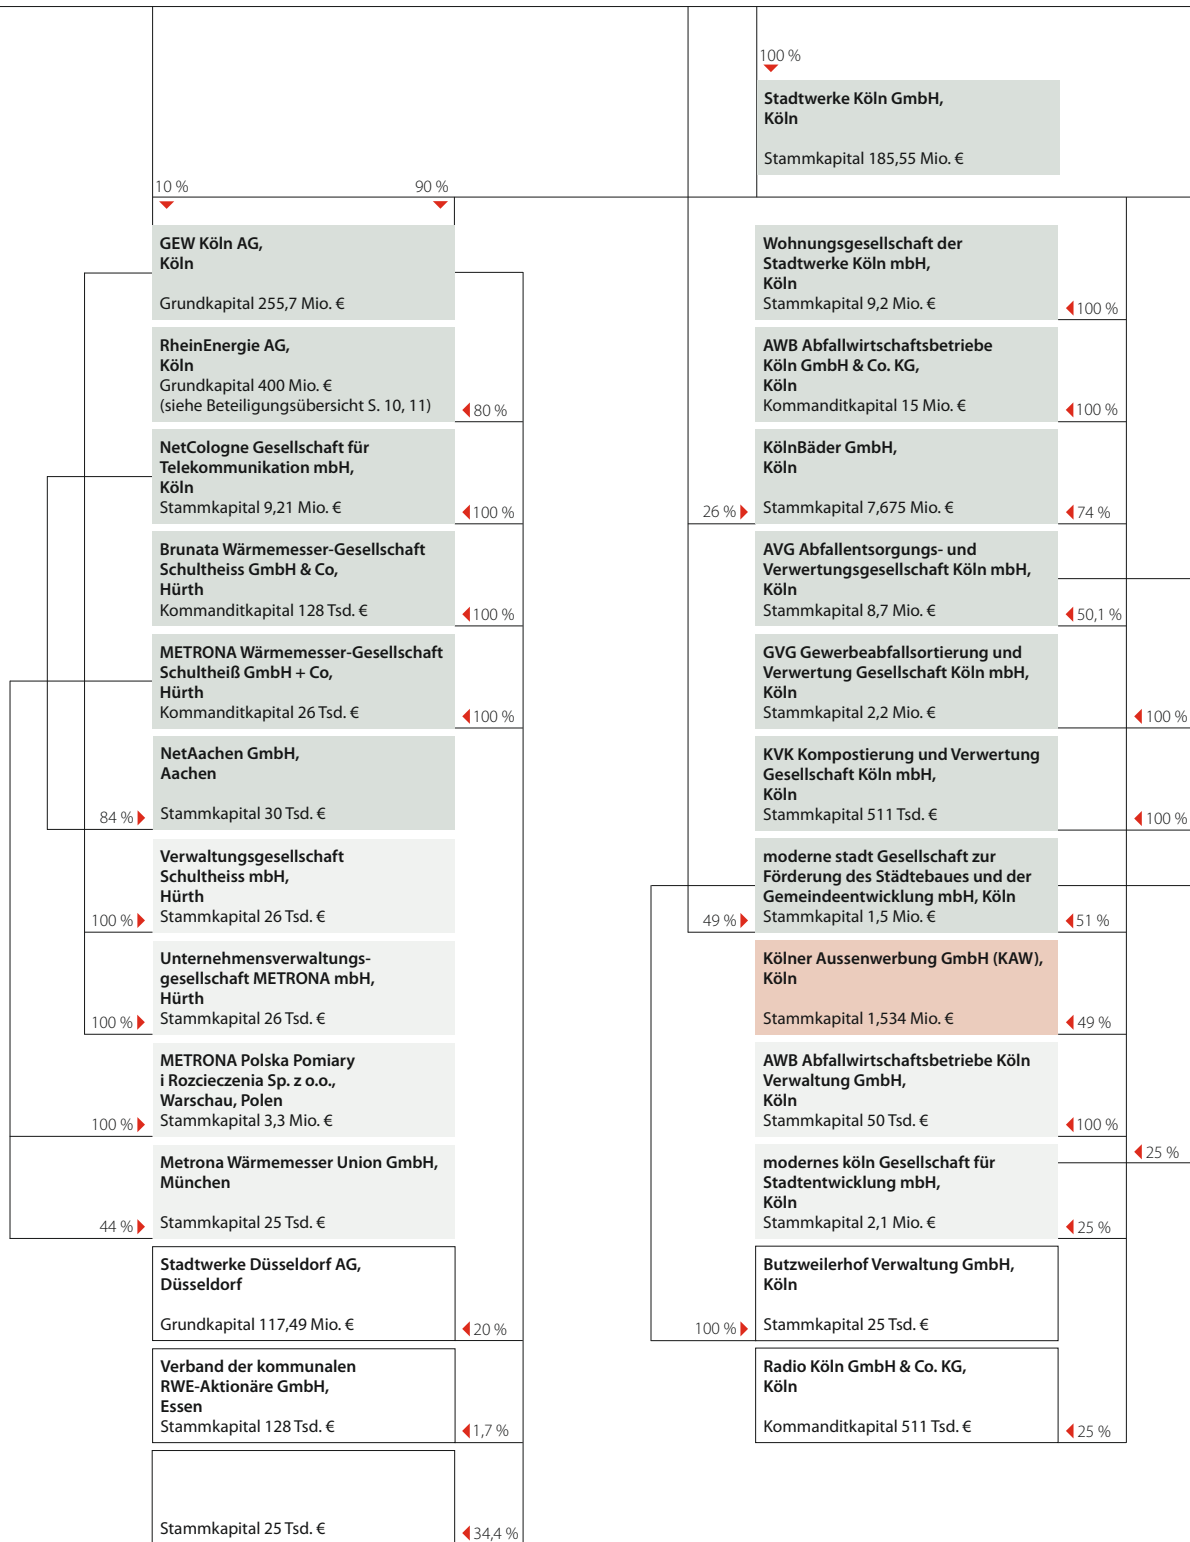 100 %
Stadtwerke Köln GmbH,
Köln
Stammkapital 185,55 Mio. €
10 %
90 %
GEW Köln AG,
Köln
Grundkapital 255,7 Mio. €
RheinEnergie AG,
Köln
Grundkapital 400 Mio. €
(siehe Beteiligungsübersicht S. 10, 11)
80 %
NetCologne Gesellschaft für
Telekommunikation mbH,
Köln
Stammkapital 9,21 Mio. €
100 %
Brunata Wärmemesser-Gesellschaft
Schultheiss GmbH & Co,
Hürth
Kommanditkapital 128 Tsd. €
100 %
METRONA Wärmemesser-Gesellschaft
Schultheiß GmbH + Co,
Hürth
Kommanditkapital 26 Tsd. €
100 %
NetAachen GmbH,
Aachen
84 %
Stammkapital 30 Tsd. €
Verwaltungsgesellschaft
Schultheiss mbH,
Hürth
100 %
Stammkapital 26 Tsd. €
Unternehmensverwaltungs-
gesellschaft METRONA mbH,
Hürth
100 %
Stammkapital 26 Tsd. €
METRONA Polska Pomiary
i Rozcieczenia Sp. z o.o.,
Warschau, Polen
100 %
Stammkapital 3,3 Mio. €
Metrona Wärmemesser Union GmbH,
München
44 %
Stammkapital 25 Tsd. €
Stadtwerke Düsseldorf AG,
Düsseldorf
Grundkapital 117,49 Mio. €
20 %
Verband der kommunalen
RWE-Aktionäre GmbH,
Essen
Stammkapital 128 Tsd. €
1,7 %
Stammkapital 25 Tsd. €
34,4 %
Wohnungsgesellschaft der
Stadtwerke Köln mbH,
Köln
Stammkapital 9,2 Mio. €
100 %
AWB Abfallwirtschaftsbetriebe
Köln GmbH & Co. KG,
Köln
Kommanditkapital 15 Mio. €
100 %
KölnBäder GmbH,
Köln
26 %
Stammkapital 7,675 Mio. €
74 %
AVG Abfallentsorgungs- und
Verwertungsgesellschaft Köln mbH,
Köln
Stammkapital 8,7 Mio. €
50,1 %
GVG Gewerbeabfallsortierung und
Verwertung Gesellschaft Köln mbH,
Köln
Stammkapital 2,2 Mio. €
100 %
KVK Kompostierung und Verwertung
Gesellschaft Köln mbH,
Köln
Stammkapital 511 Tsd. €
100 %
moderne stadt Gesellschaft zur
Förderung des Städtebaues und der
Gemeindeentwicklung mbH, Köln
49 %
Stammkapital 1,5 Mio. €
51 %
Kölner Aussenwerbung GmbH (KAW),
Köln
Stammkapital 1,534 Mio. €
49 %
AWB Abfallwirtschaftsbetriebe Köln
Verwaltung GmbH,
Köln
Stammkapital 50 Tsd. €
100 %
25 %
modernes köln Gesellschaft für
Stadtentwicklung mbH,
Köln
Stammkapital 2,1 Mio. €
25 %
Butzweilerhof Verwaltung GmbH,
Köln
100 %
Stammkapital 25 Tsd. €
Radio Köln GmbH & Co. KG,
Köln
Kommanditkapital 511 Tsd. €
25 %